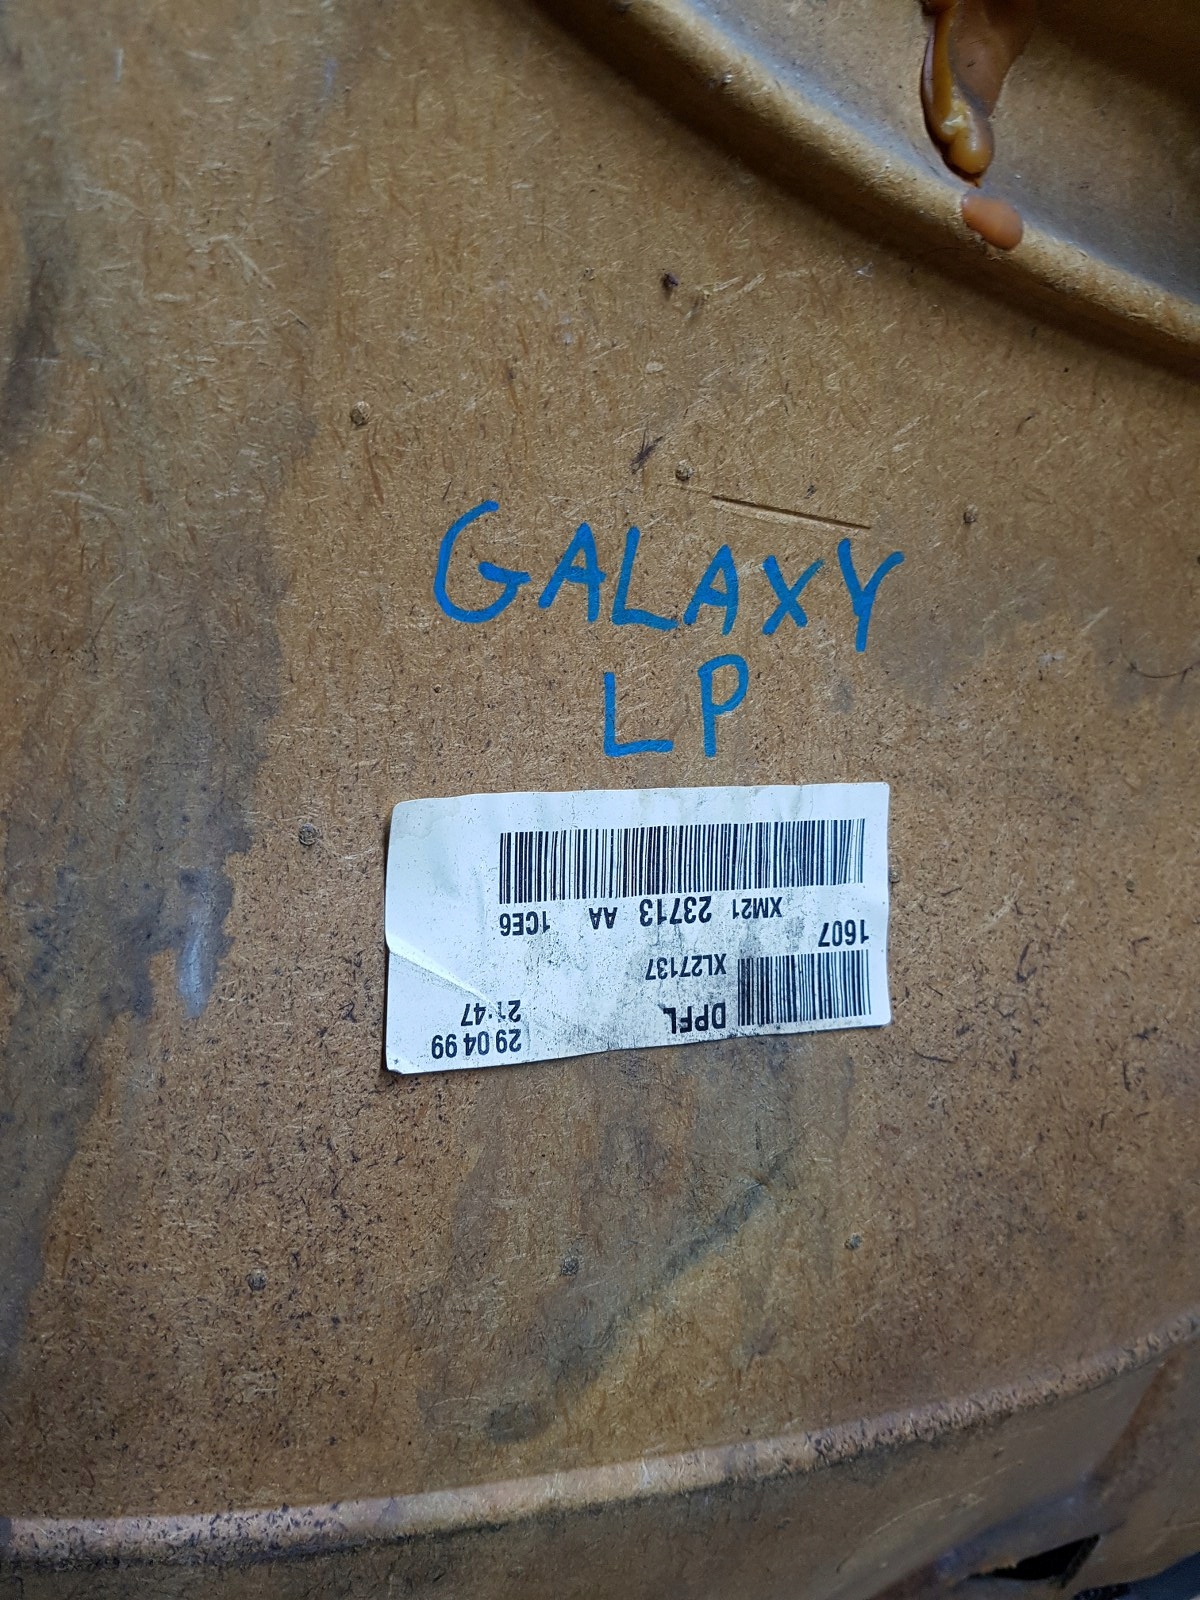 GALAXY
LP
29 04 99
21:47
DPFL
XL27137
1607
XM21 23713 AA 1CE6